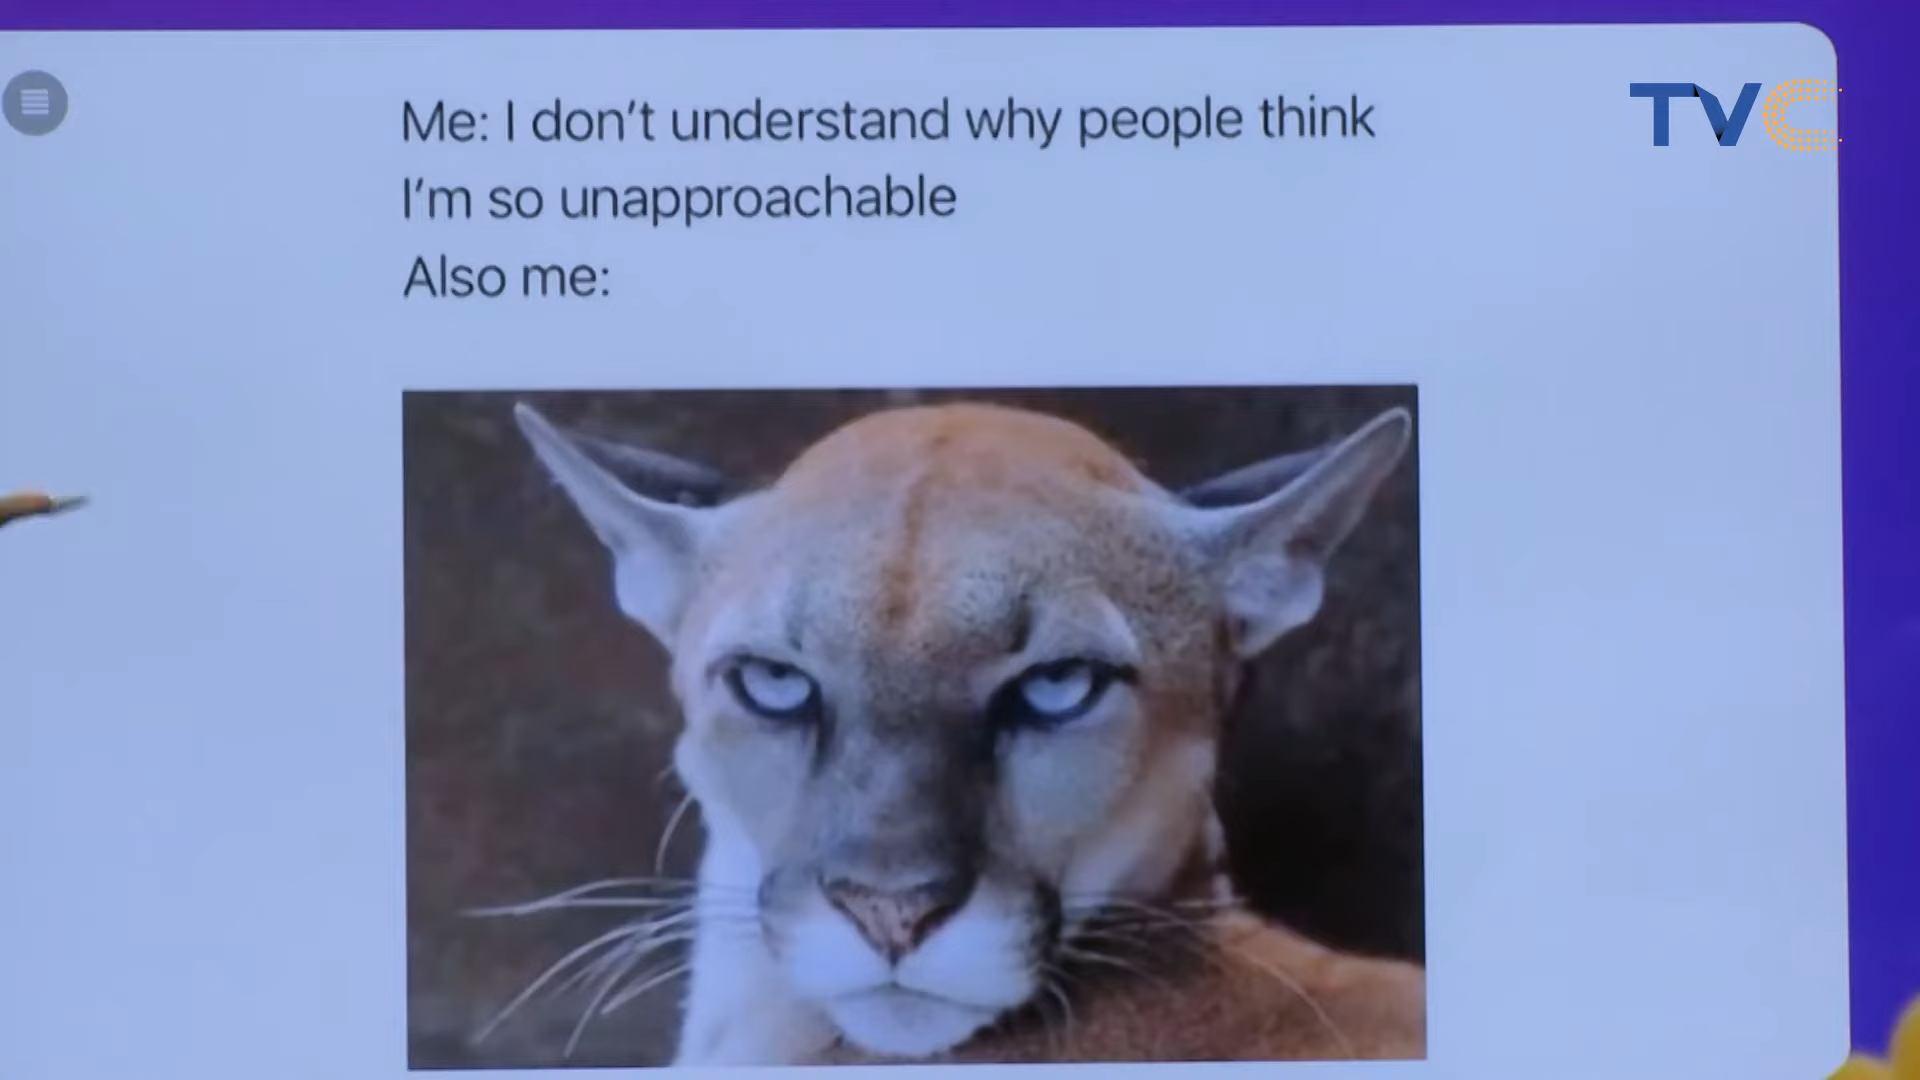 TVC
Me: I don't understand why people think
I'm so unapproachable
Also me: